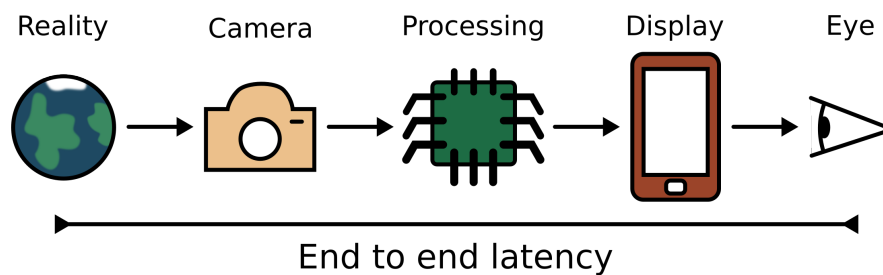 Reality
Camera
Processing
Display
Eye
End to end latency